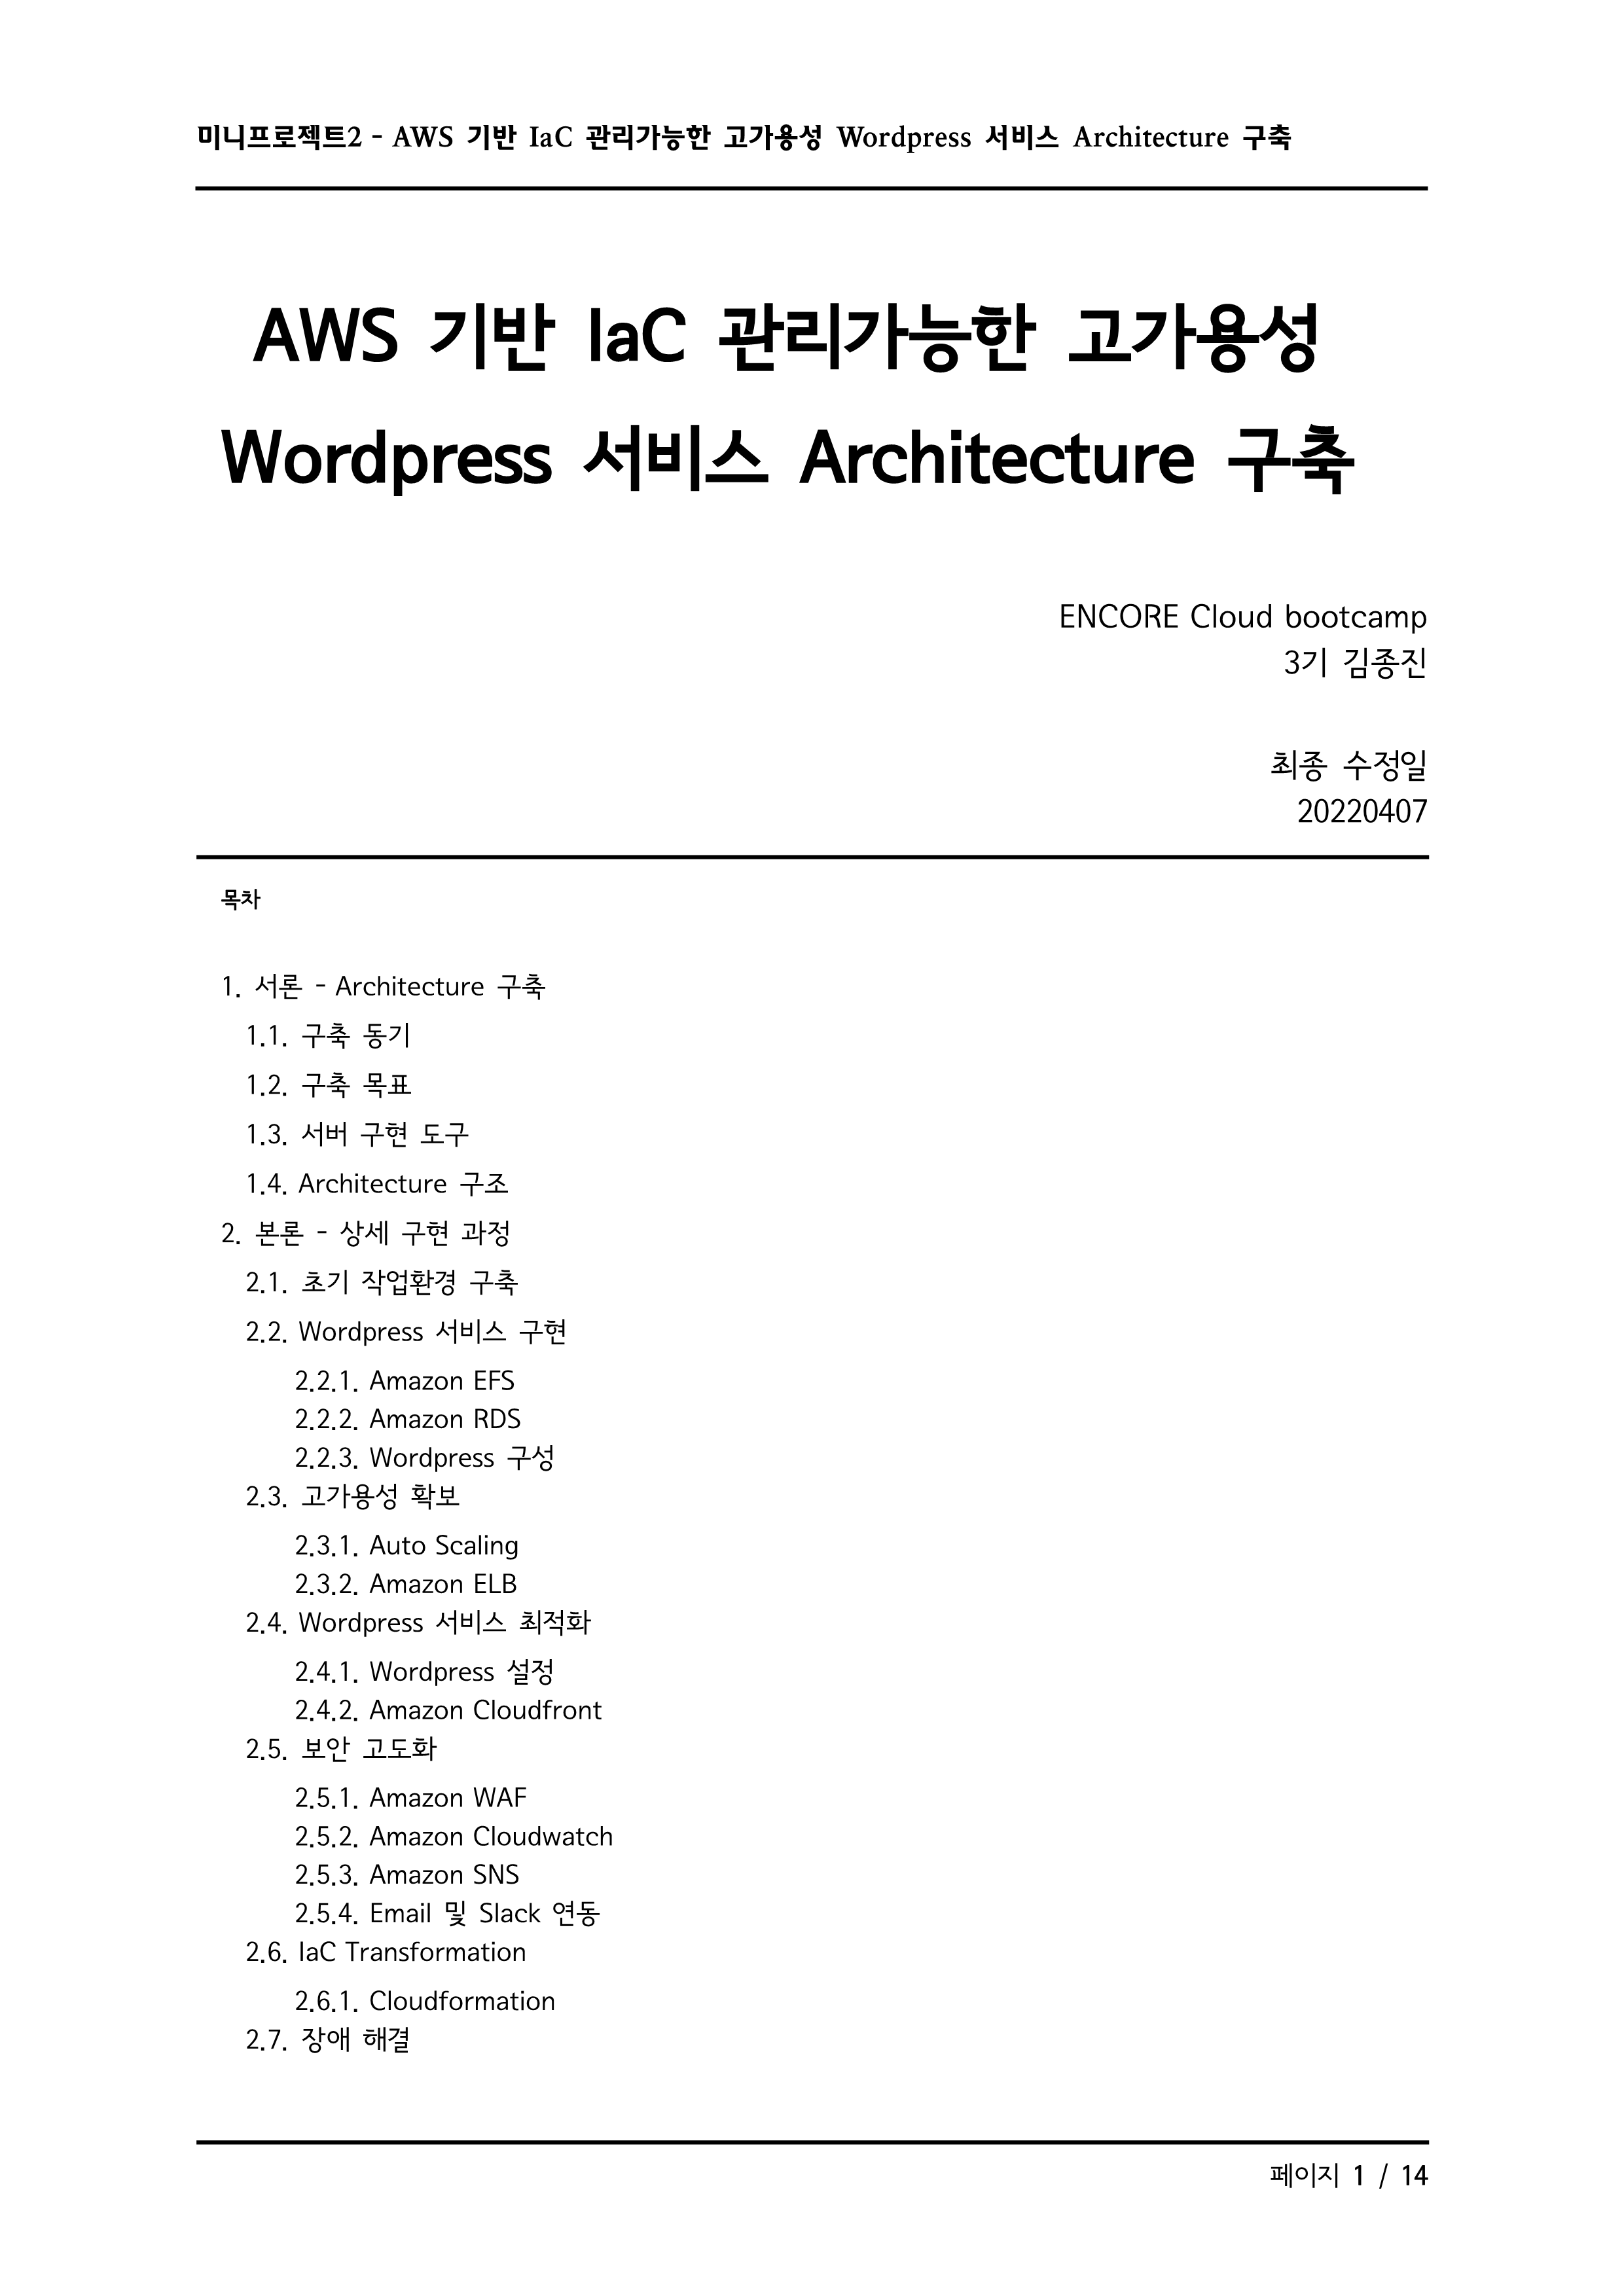 미니프로젝트2 - AWS 기반 IaC 관리가능한 고가용성 Wordpress 서비스 Architecture 구축
AWS 기반 IaC 관리가능한 고가용성
Wordpress 서비스 Architecture 구축
ENCORE Cloud bootcamp
3기 김종진
최종 수정일
20220407
목차
1. 서론 - Architecture 구축
1.1. 구축 동기
1.2. 구축 목표
1.3. 서버 구현 도구
1.4. Architecture 구조
2. 본론 - 상세 구현 과정
2.1. 초기 작업환경 구축
2.2. Wordpress 서비스 구현
2.2.1. Amazon EFS
2.2.2. Amazon RDS
2.2.3. Wordpress 구성
2.3. 고가용성 확보
2.3.1. Auto Scaling
2.3.2. Amazon ELB
2.4. Wordpress 서비스 최적화
2.4.1. Wordpress 설정
2.4.2. Amazon Cloudfront
2.5. 보안 고도화
2.5.1. Amazon WAF
2.5.2. Amazon Cloudwatch
2.5.3. Amazon SNS
2.5.4. Email 및 Slack 연동
2.6. IaC Transformation
2.6.1. Cloudformation
2.7. 장애 해결
페이지 1 / 14